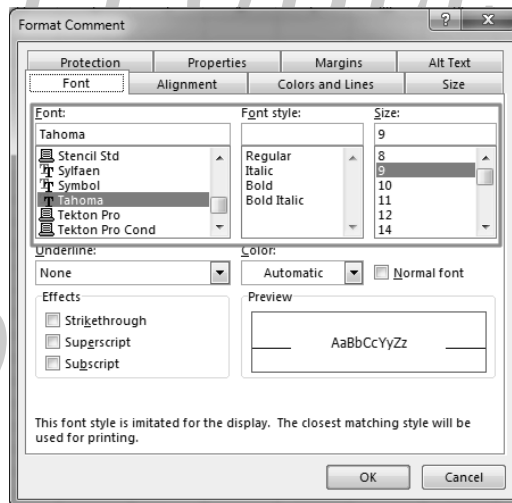 Format Comment
? X
Protection Properties Margins Alt Text
Font Alignment Colors and Lines Size
Font: Font style: Size:
Tahoma 9
Stencil Std Regular 8
Sylfaen Italic 9
Symbol Bold 10
Tahoma Bold Italic 11
Tekton Pro 12
Tekton Pro Cond 14
Underline: Color:
None Automatic Normal font
Effects Preview
Strikethrough
Superscript AaBbCcYyZz
Subscript
This font style is imitated for the display. The closest matching style will be
used for printing.
OK Cancel